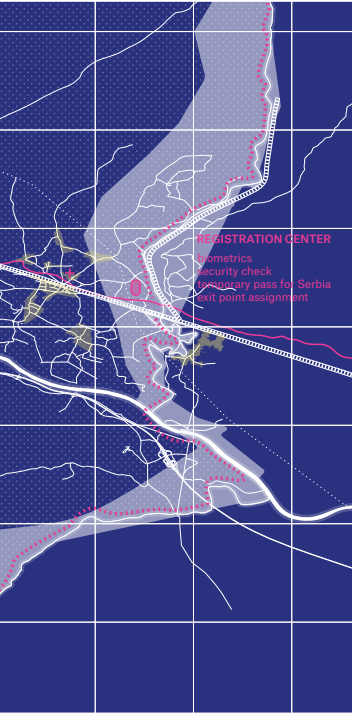 REGISTRATION CENTER
biometrics
security check
temporary pass for Serbia
exit point assignment